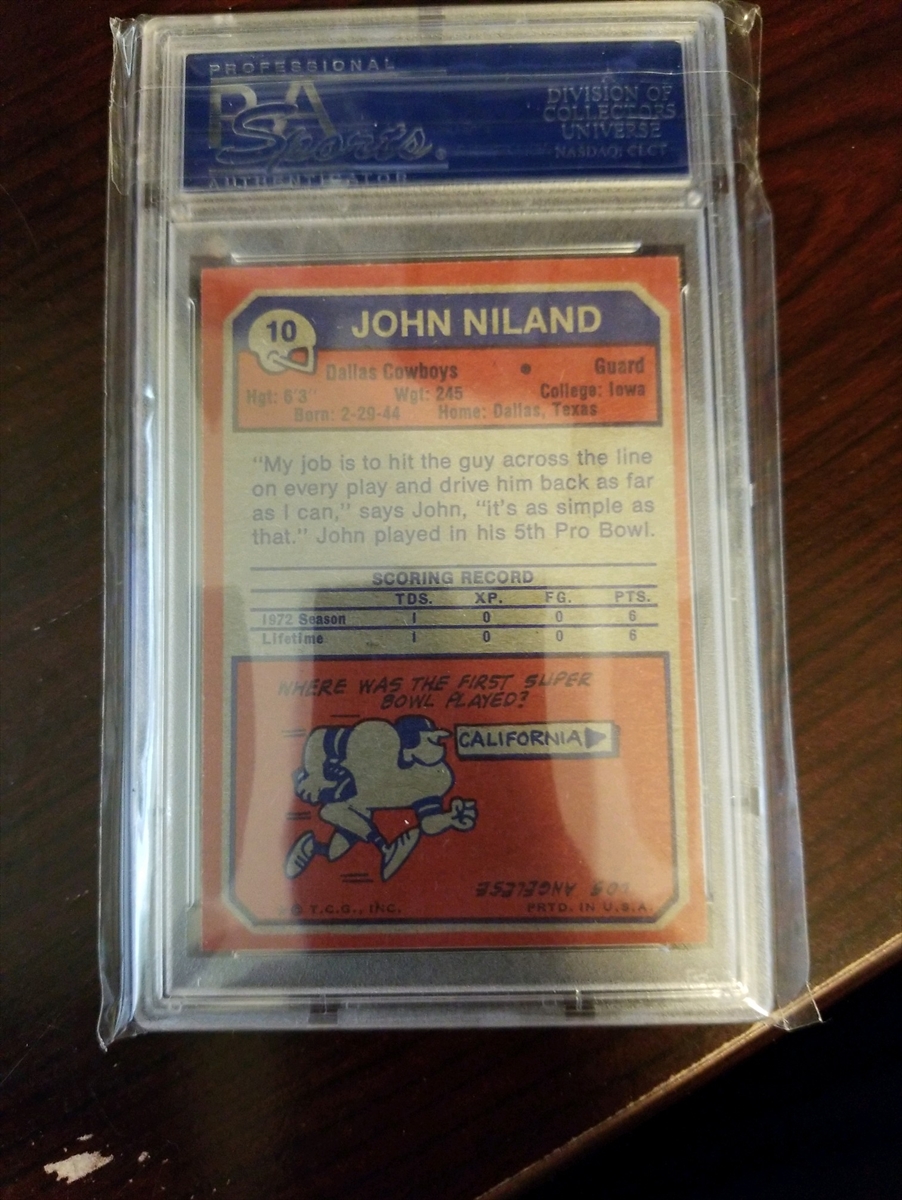 PROFESSIONAL
PSA
Sports
AUTHENTICATOR
DIVISION OF
COLLECTORS
UNIVERSE
NASDAQ: CLCT
10
JOHN NILAND
Dallas Cowboys • Guard
Hgt: 6'3" Wgt: 245 College: Iowa
Born: 2-29-44 Home: Dallas, Texas
"My job is to hit the guy across the line
on every play and drive him back as far
as I can," says John, "it's as simple as
that." John played in his 5th Pro Bowl.
SCORING RECORD
TDS. XP. FG. PTS.
1972 Season 1 0 0 6
Lifetime 1 0 0 6
WHERE WAS THE FIRST SUPER
BOWL PLAYED?
CALIFORNIA
LOS ANGELESE
© T.C.G., INC. PRTD. IN U.S.A.